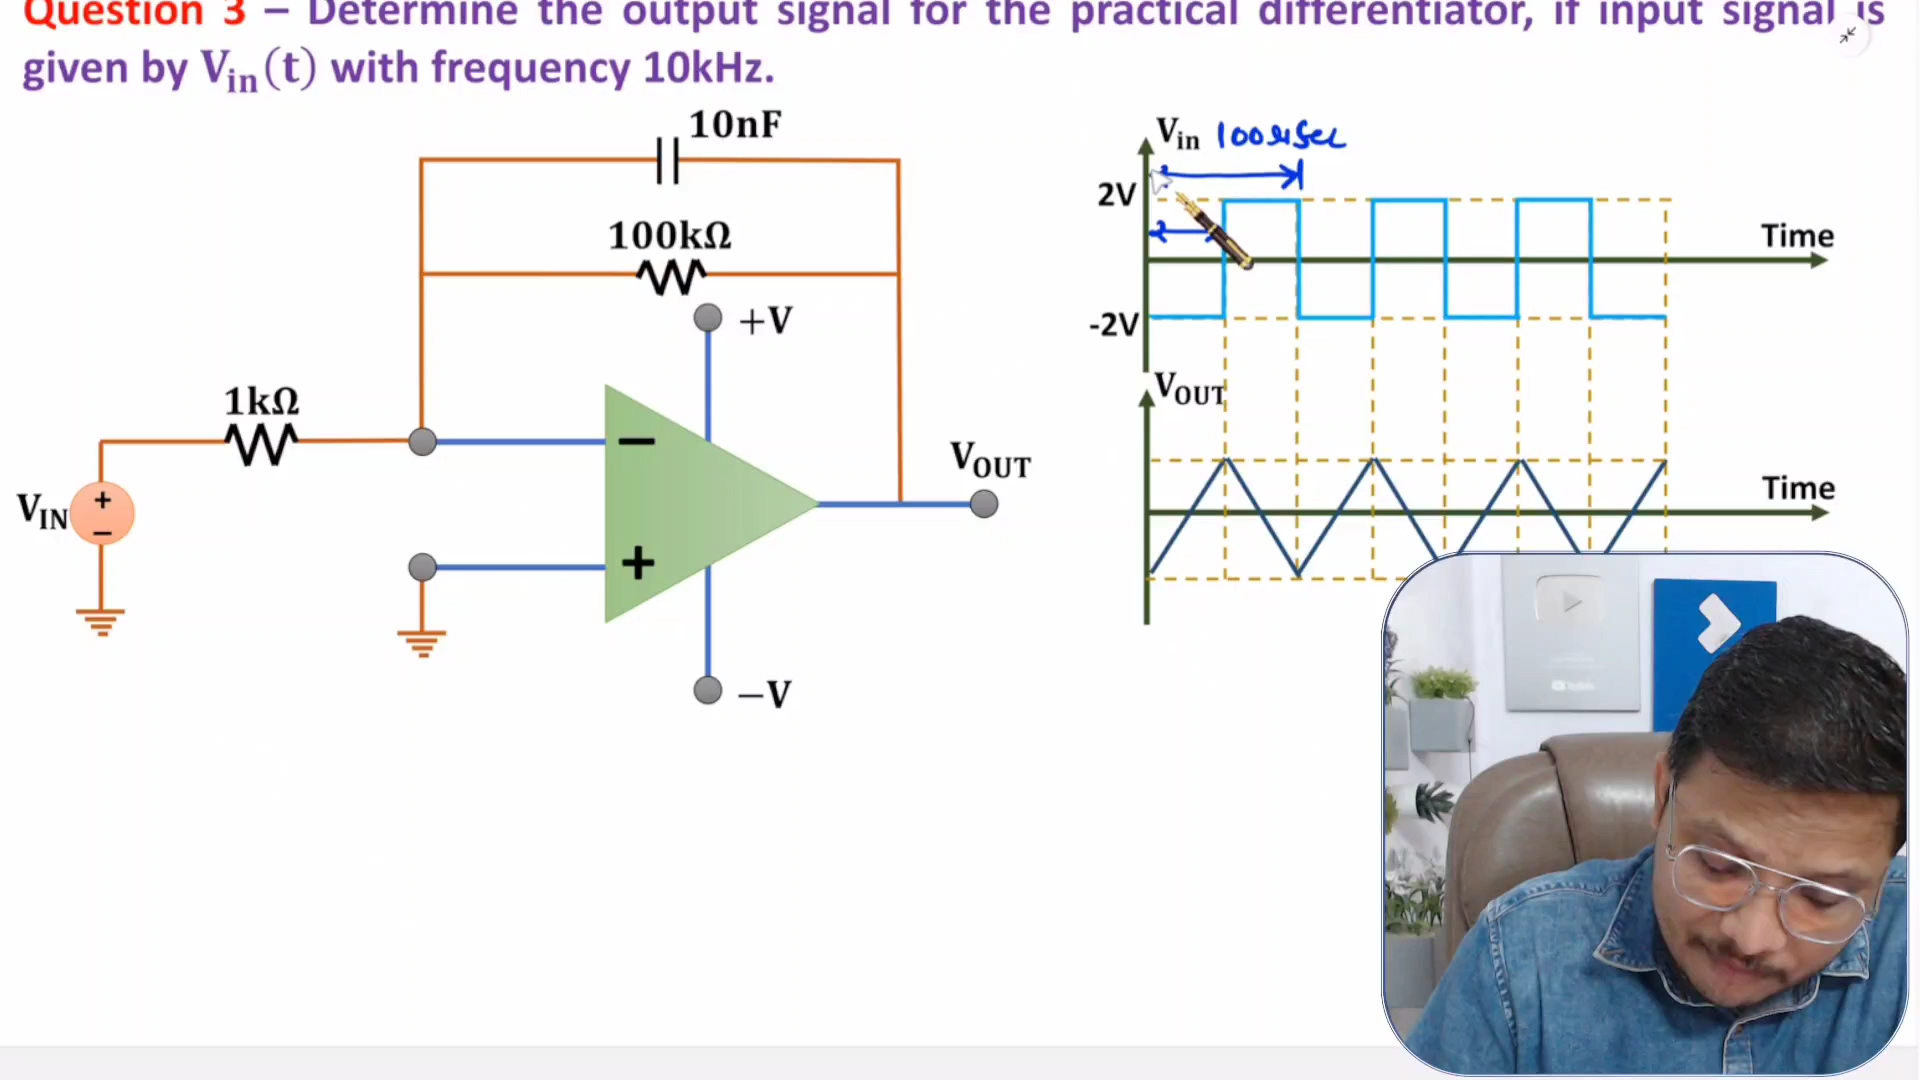 Question 3 – Determine the output signal for the practical differentiator, if input signal is
given by Vin(t) with frequency 10kHz.
10nF
Vin 100μSec
2V
Time
-2V
100kΩ
+V
VOUT
1kΩ
VOUT
VIN
Time
−
+
+
−
−V